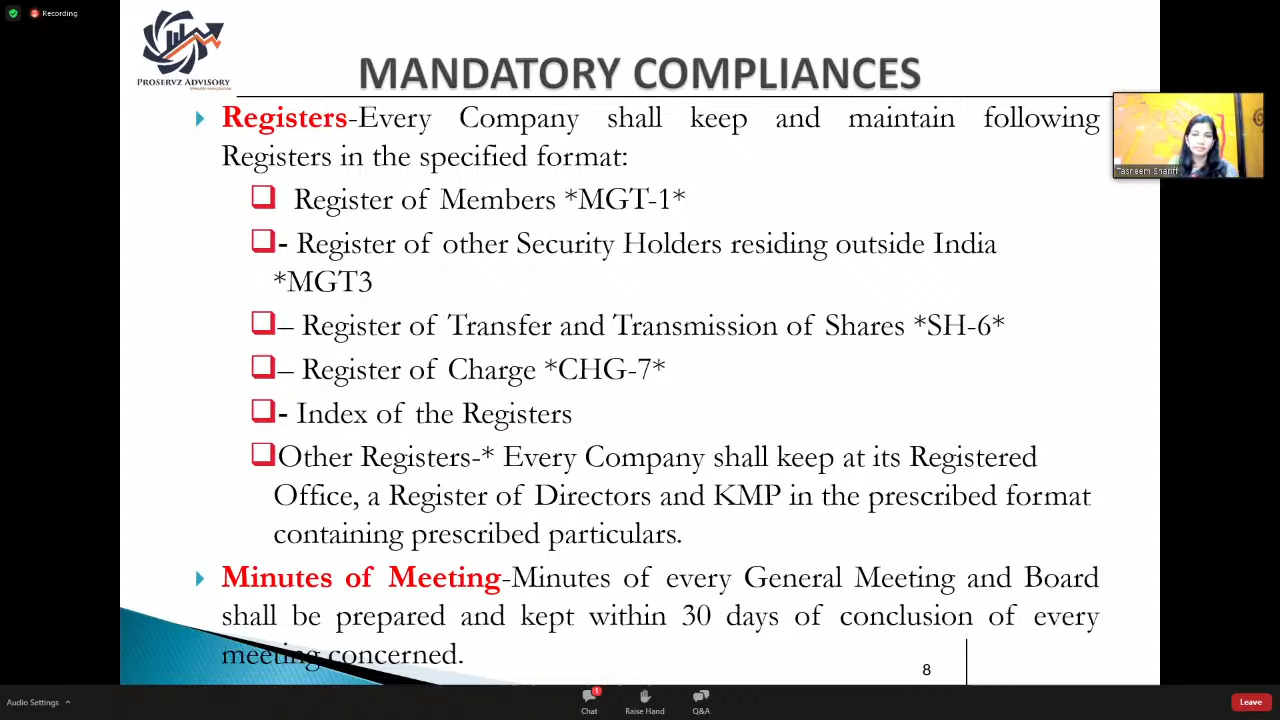 Recording
PROSERVZ ADVISORY
MANDATORY COMPLIANCES
Registers-Every Company shall keep and maintain following
Registers in the specified format:
Register of Members *MGT-1*
- Register of other Security Holders residing outside India
*MGT3
– Register of Transfer and Transmission of Shares *SH-6*
– Register of Charge *CHG-7*
- Index of the Registers
Other Registers-* Every Company shall keep at its Registered
Office, a Register of Directors and KMP in the prescribed format
containing prescribed particulars.
Minutes of Meeting-Minutes of every General Meeting and Board
shall be prepared and kept within 30 days of conclusion of every
meeting concerned.
8
Tasneem Shariff
Audio Settings
1
Chat
Raise Hand
Q&A
Leave